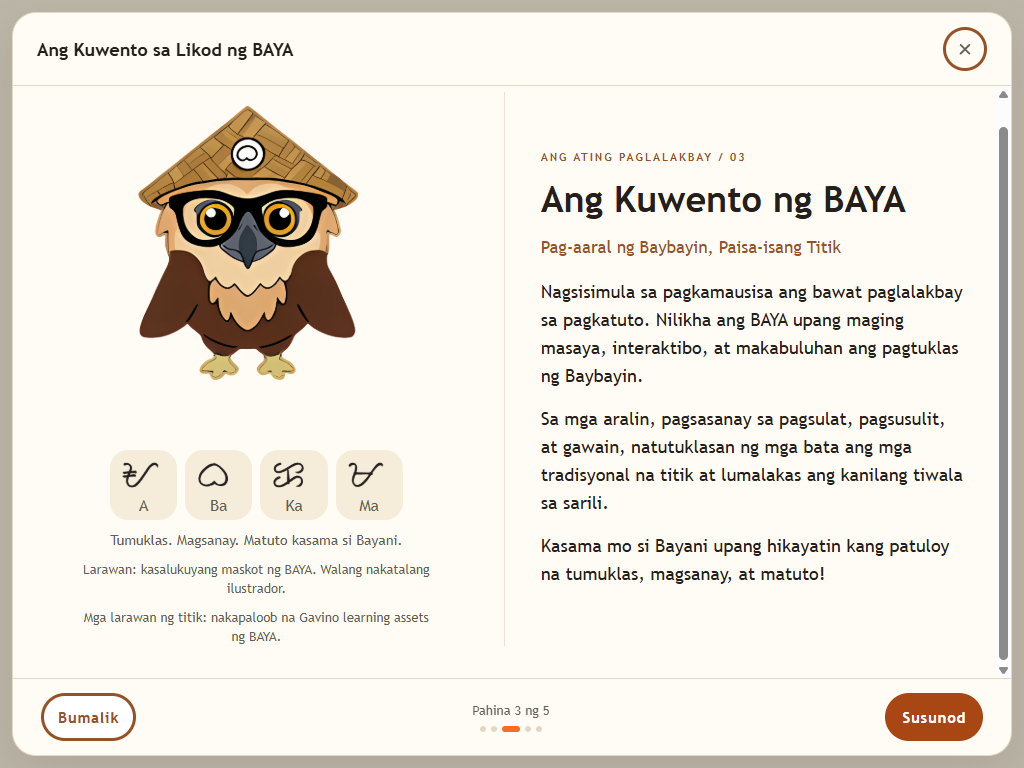 Ang Kuwento sa Likod ng BAYA
ᜊ
ᜀ
A
ᜊ
Ba
ᜃ
Ka
ᜋ
Ma
Tumuklas. Magsanay. Matuto kasama si Bayani.
Larawan: kasalukuyang maskot ng BAYA. Walang nakatalang
ilustrador.
Mga larawan ng titik: nakapaloob na Gavino learning assets
ng BAYA.
ANG ATING PAGLALAKBAY / 03
Ang Kuwento ng BAYA
Pag-aaral ng Baybayin, Paisa-isang Titik
Nagsisimula sa pagkamausisa ang bawat paglalakbay
sa pagkatuto. Nilikha ang BAYA upang maging
masaya, interaktibo, at makabuluhan ang pagtuklas
ng Baybayin.
Sa mga aralin, pagsasanay sa pagsulat, pagsusulit,
at gawain, natutuklasan ng mga bata ang mga
tradisyonal na titik at lumalakas ang kanilang tiwala
sa sarili.
Kasama mo si Bayani upang hikayatin kang patuloy
na tumuklas, magsanay, at matuto!
Bumalik
Pahina 3 ng 5
Susunod